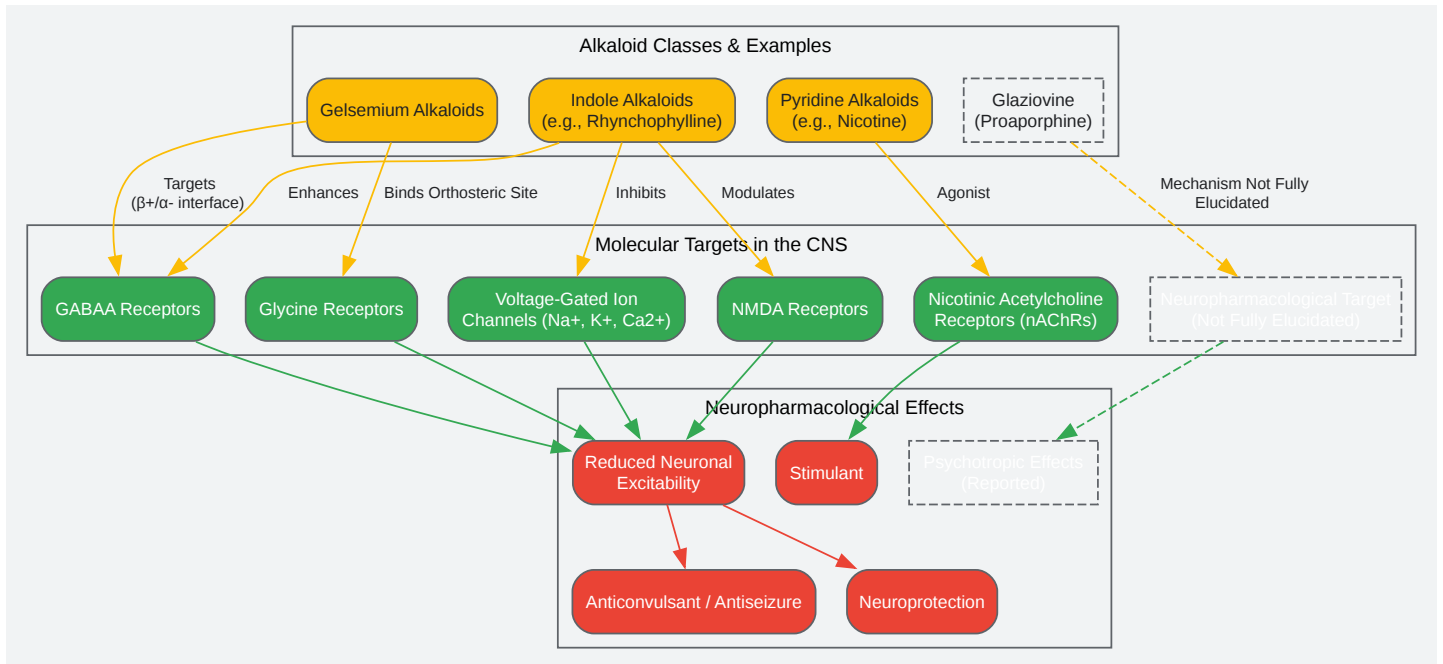 Alkaloid Classes & Examples
Gelsemium Alkaloids
Indole Alkaloids
(e.g., Rhynchophylline)
Pyridine Alkaloids
(e.g., Nicotine)
Glaziovine
(Proaporphine)
Targets
(β+/α- interface)
Enhances
Binds Orthosteric Site
Inhibits
Modulates
Agonist
Mechanism Not Fully
Elucidated
Molecular Targets in the CNS
GABAA Receptors
Glycine Receptors
Voltage-Gated Ion
Channels (Na+, K+, Ca2+)
NMDA Receptors
Nicotinic Acetylcholine
Receptors (nAChRs)
Neuropharmacological Target
(Not Fully Elucidated)
Neuropharmacological Effects
Reduced Neuronal
Excitability
Stimulant
Psychotropic Effects
(Reported)
Anticonvulsant / Antiseizure
Neuroprotection